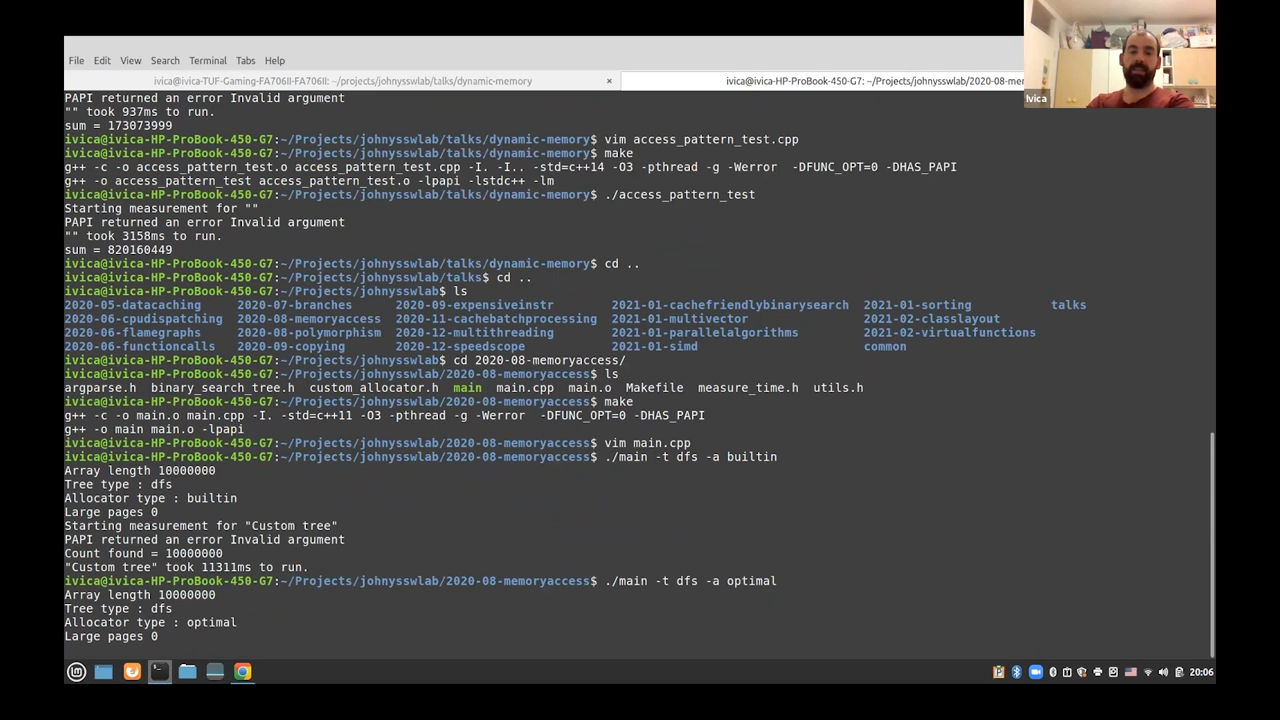 File Edit View Search Terminal Tabs Help
ivica@ivica-TUF-Gaming-FA706II-FA706II: ~/projects/johnysswlab/talks/dynamic-memory × ivica@ivica-HP-ProBook-450-G7: ~/Projects/johnysswlab/2020-08-mem
Ivica
PAPI returned an error Invalid argument
"" took 937ms to run.
sum = 173073999
ivica@ivica-HP-ProBook-450-G7:~/Projects/johnysswlab/talks/dynamic-memory$ vim access_pattern_test.cpp
ivica@ivica-HP-ProBook-450-G7:~/Projects/johnysswlab/talks/dynamic-memory$ make
g++ -c -o access_pattern_test.o access_pattern_test.cpp -I. -I.. -std=c++14 -O3 -pthread -g -Werror -DFUNC_OPT=0 -DHAS_PAPI
g++ -o access_pattern_test access_pattern_test.o -lpapi -lstdc++ -lm
ivica@ivica-HP-ProBook-450-G7:~/Projects/johnysswlab/talks/dynamic-memory$ ./access_pattern_test
Starting measurement for ""
PAPI returned an error Invalid argument
"" took 3158ms to run.
sum = 820160449
ivica@ivica-HP-ProBook-450-G7:~/Projects/johnysswlab/talks/dynamic-memory$ cd ..
ivica@ivica-HP-ProBook-450-G7:~/Projects/johnysswlab/talks$ cd ..
ivica@ivica-HP-ProBook-450-G7:~/Projects/johnysswlab$ ls
2020-05-datacaching 2020-07-branches 2020-09-expensiveinstr 2021-01-cachefriendlybinarysearch 2021-01-sorting talks
2020-06-cpudispatching 2020-08-memoryaccess 2020-11-cachebatchprocessing 2021-01-multivector 2021-02-classlayout
2020-06-flamegraphs 2020-08-polymorphism 2020-12-multithreading 2021-01-parallelalgorithms 2021-02-virtualfunctions
2020-06-functioncalls 2020-09-copying 2020-12-speedscope 2021-01-simd common
ivica@ivica-HP-ProBook-450-G7:~/Projects/johnysswlab$ cd 2020-08-memoryaccess/
ivica@ivica-HP-ProBook-450-G7:~/Projects/johnysswlab/2020-08-memoryaccess$ ls
argparse.h binary_search_tree.h custom_allocator.h main main.cpp main.o Makefile measure_time.h utils.h
ivica@ivica-HP-ProBook-450-G7:~/Projects/johnysswlab/2020-08-memoryaccess$ make
g++ -c -o main.o main.cpp -I. -std=c++11 -O3 -pthread -g -Werror -DFUNC_OPT=0 -DHAS_PAPI
g++ -o main main.o -lpapi
ivica@ivica-HP-ProBook-450-G7:~/Projects/johnysswlab/2020-08-memoryaccess$ vim main.cpp
ivica@ivica-HP-ProBook-450-G7:~/Projects/johnysswlab/2020-08-memoryaccess$ ./main -t dfs -a builtin
Array length 10000000
Tree type : dfs
Allocator type : builtin
Large pages 0
Starting measurement for "Custom tree"
PAPI returned an error Invalid argument
Count found = 10000000
"Custom tree" took 11311ms to run.
ivica@ivica-HP-ProBook-450-G7:~/Projects/johnysswlab/2020-08-memoryaccess$ ./main -t dfs -a optimal
Array length 10000000
Tree type : dfs
Allocator type : optimal
Large pages 0
20:06